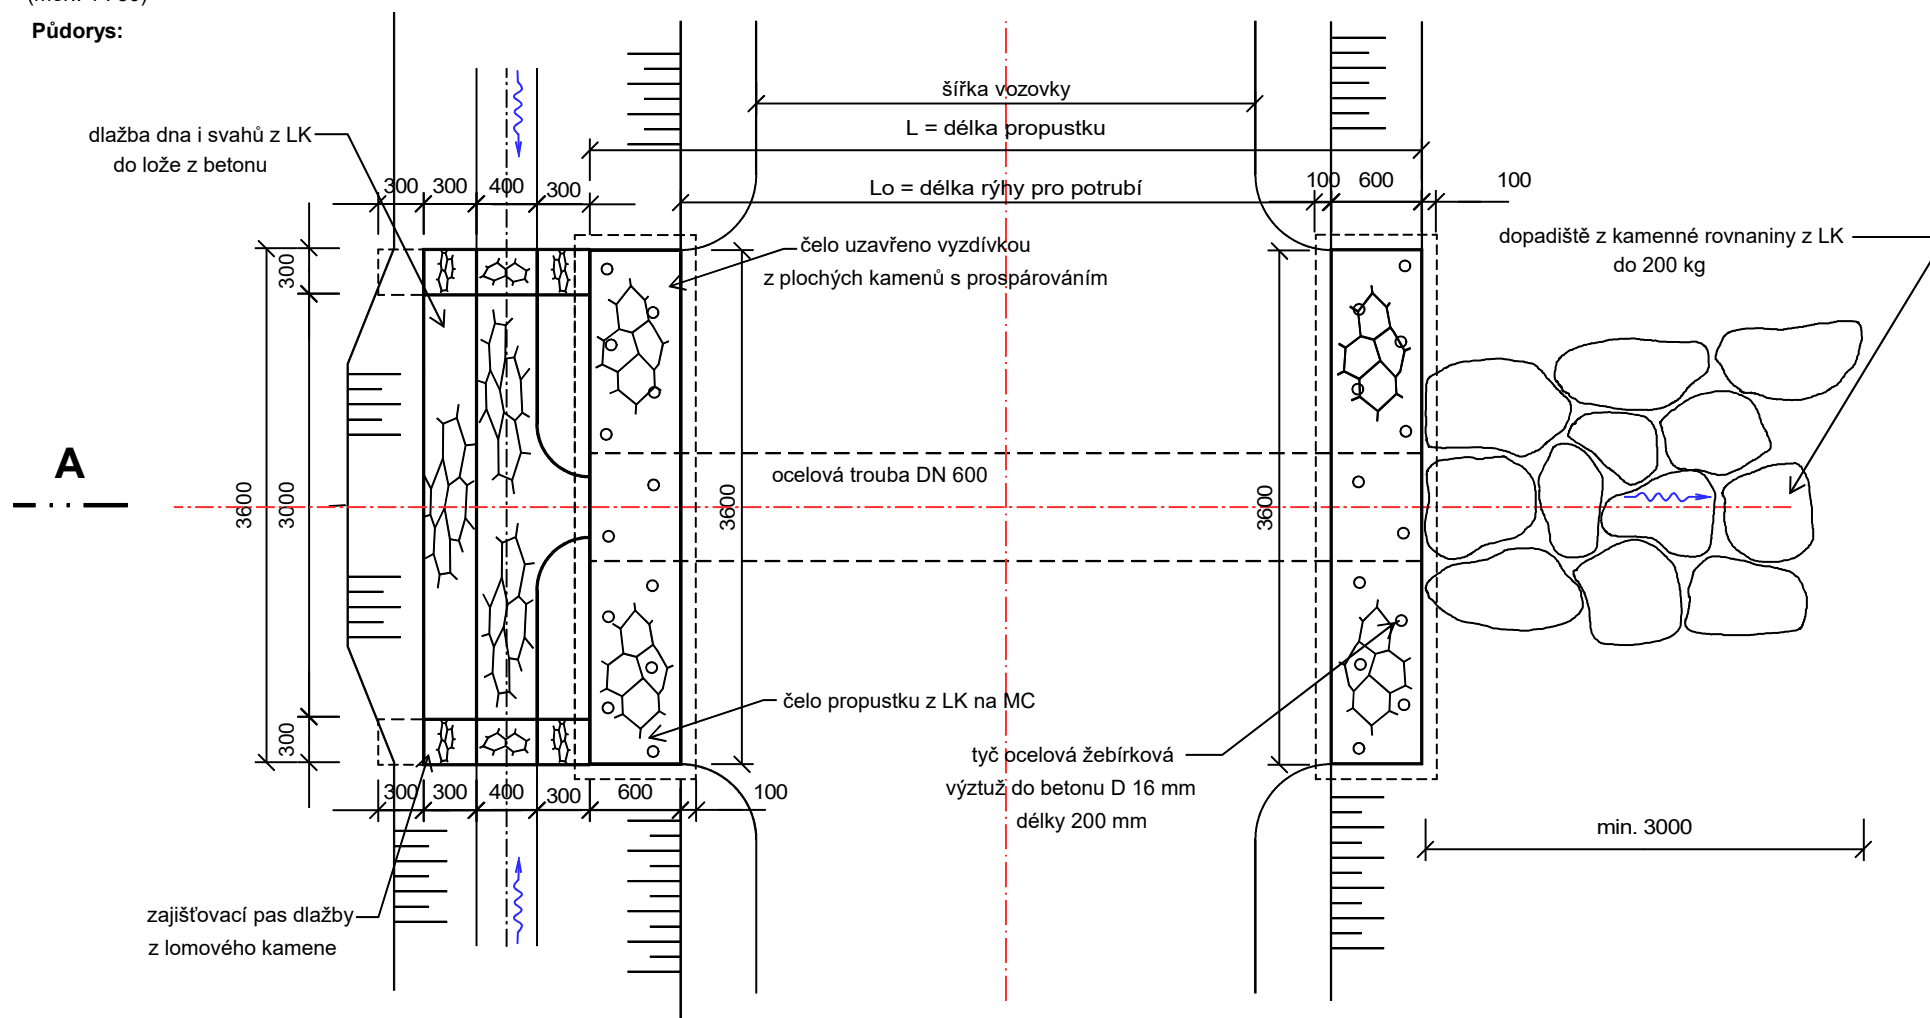 Půdorys:
šířka vozovky
L = délka propustku
dlažba dna i svahů z LK
do lože z betonu
300 300 400 300
Lo = délka rýhy pro potrubí
100 600 100
čelo uzavřeno vyzdívkou
z plochých kamenů s prospárováním
dopadiště z kamenné rovnaniny z LK
do 200 kg
300
A
ocelová trouba DN 600
3600
3000
3600
3600
čelo propustku z LK na MC
300
tyč ocelová žebírková
výztuž do betonu D 16 mm
délky 200 mm
300 300 400 300 600 100
min. 3000
zajišťovací pas dlažby
z lomového kamene